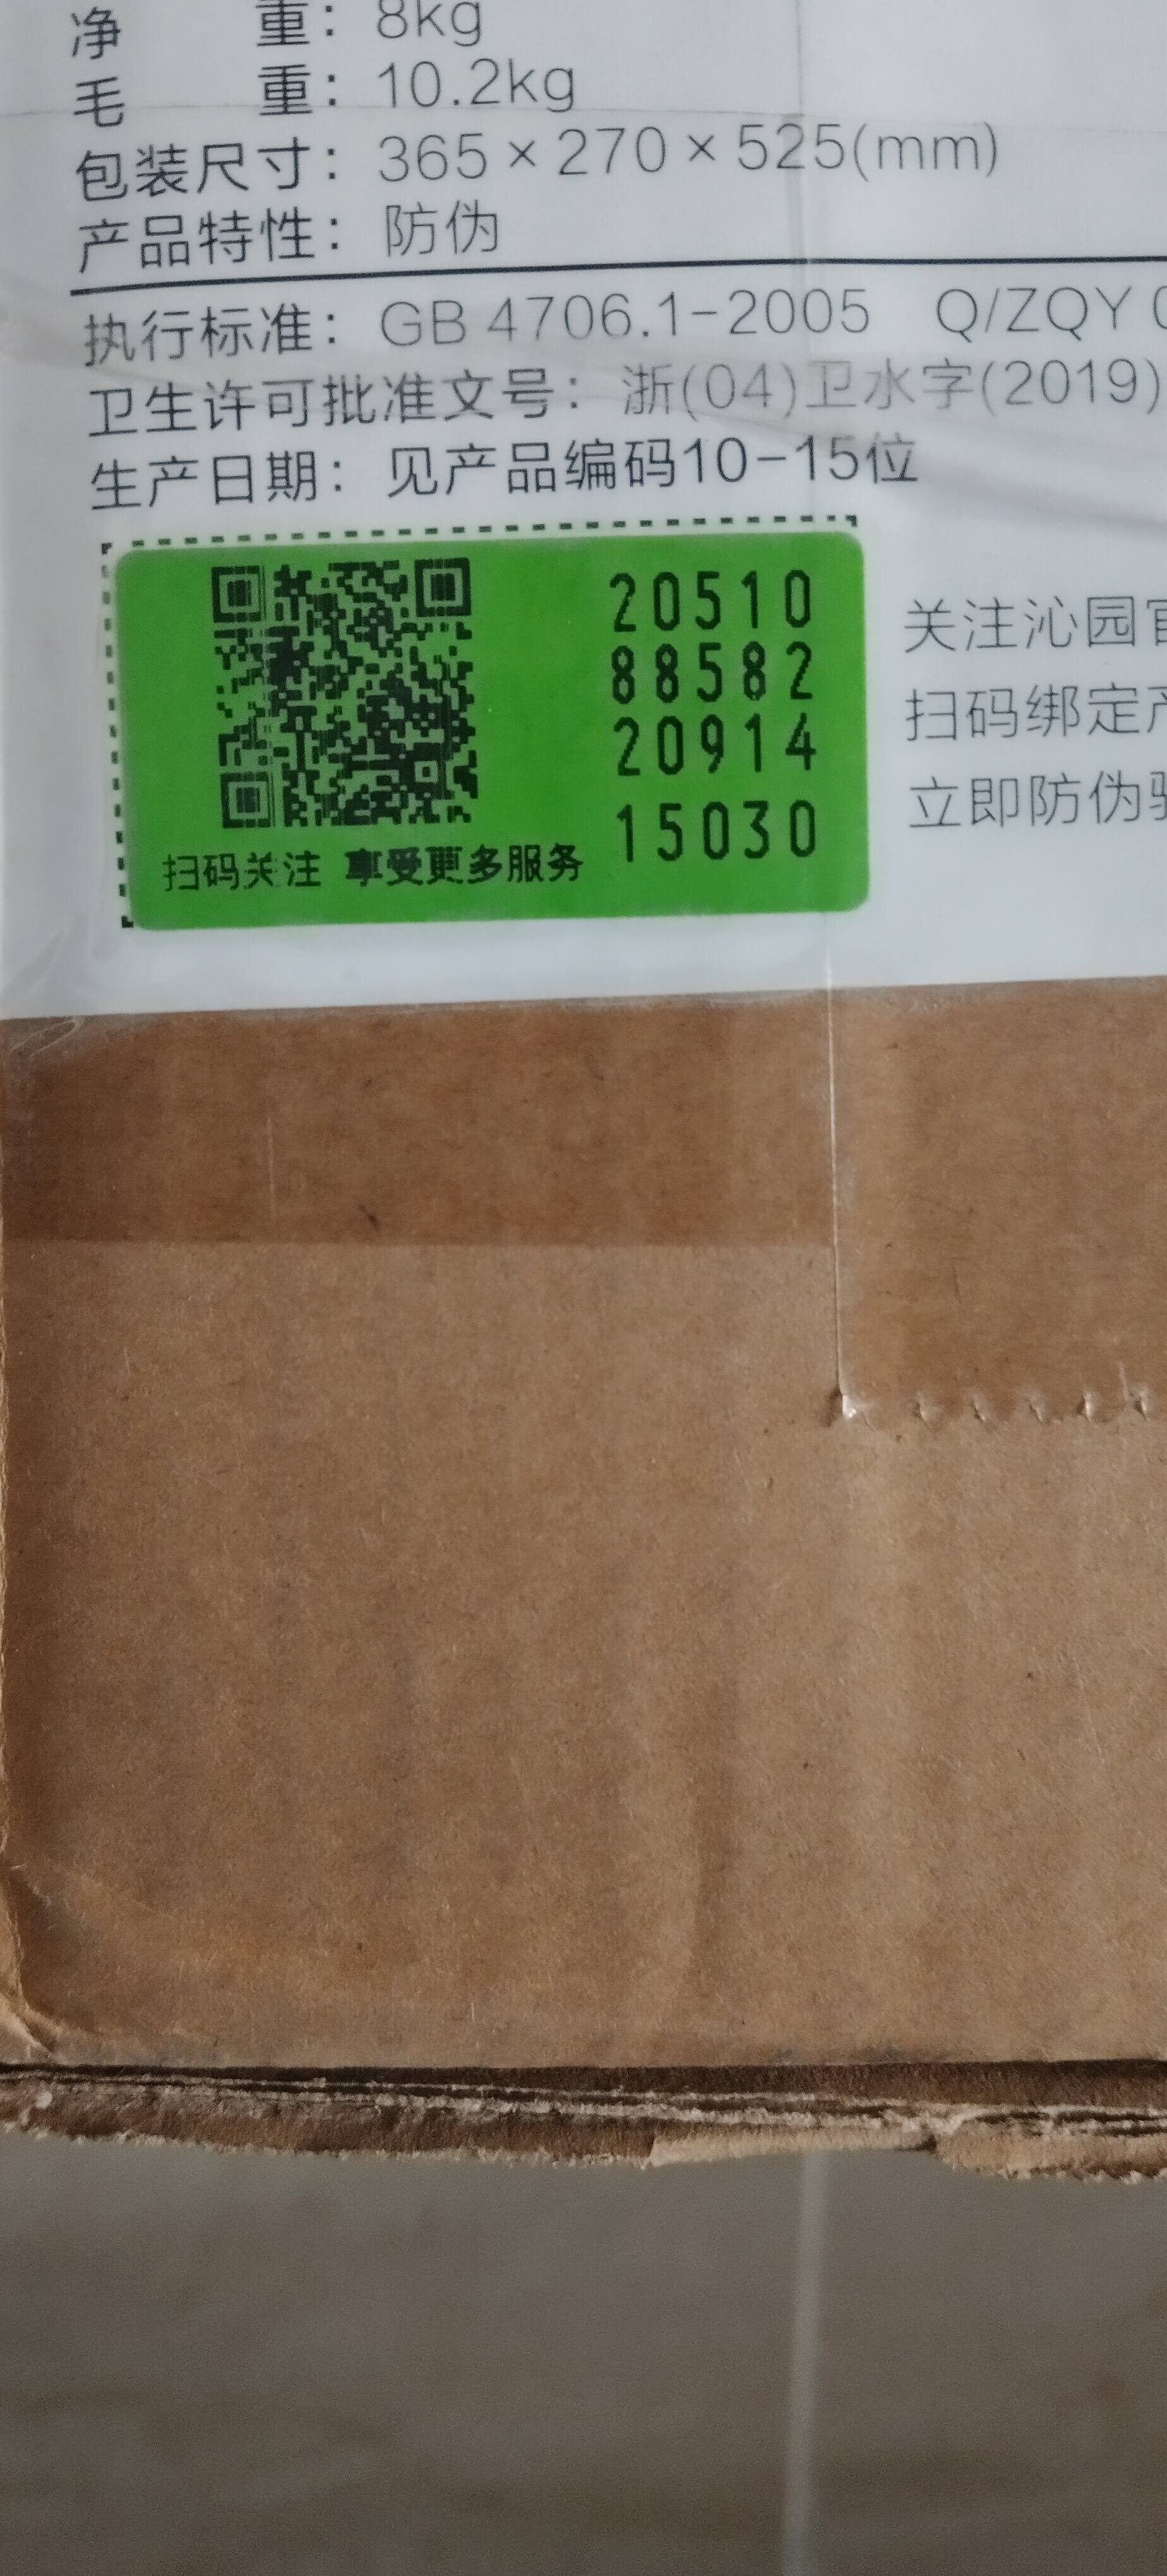 净 重： 8kg
毛 重： 10.2kg
包装尺寸： 365×270×525(mm)
产品特性： 防伪
执行标准： GB 4706.1-2005 Q/ZQY
卫生许可批准文号： 浙(04)卫水字(2019)
生产日期： 见产品编码10-15位
20510
88582
20914
15030
扫码关注 享受更多服务
关注沁园官
扫码绑定产
立即防伪验